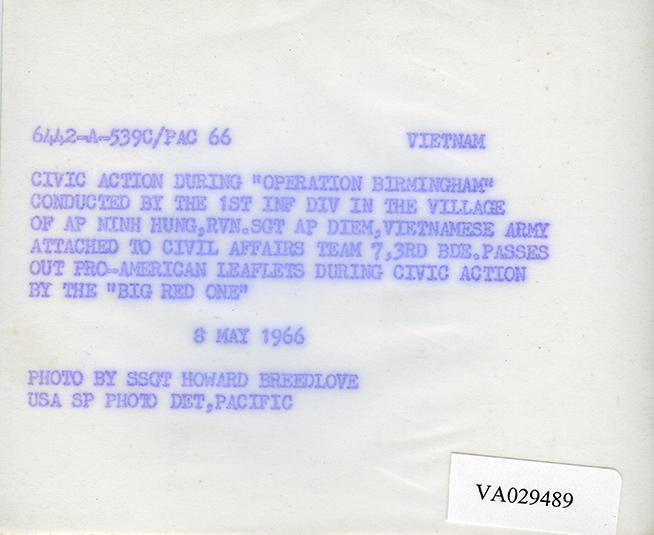 6442-A-539C/PAC 66 VIETNAM
CIVIC ACTION DURING "OPERATION BIRMINGHAM"
CONDUCTED BY THE 1ST INF DIV IN THE VILLAGE
OF AP NINH HUNG,RVN.SGT AP DIEM,VIETNAMESE ARMY
ATTACHED TO CIVIL AFFAIRS TEAM 7,3RD BDE.PASSES
OUT PRO-AMERICAN LEAFLETS DURING CIVIC ACTION
BY THE "BIG RED ONE"
8 MAY 1966
PHOTO BY SSGT HOWARD BREEDLOVE
USA SP PHOTO DET,PACIFIC
VA029489